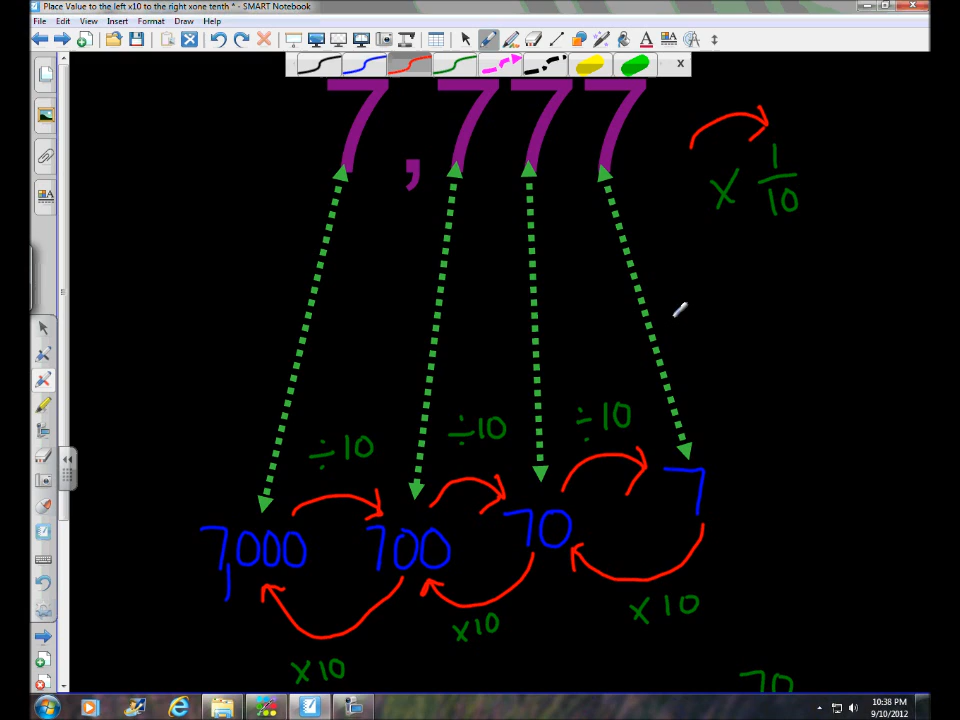 Place Value to the left x10 to the right xone tenth * - SMART Notebook
File Edit View Insert Format Draw Help
7,777
x 1/10
÷10 ÷10 ÷10
7,000 700 70 7
x10 x10 x10
70
10:38 PM
9/10/2012